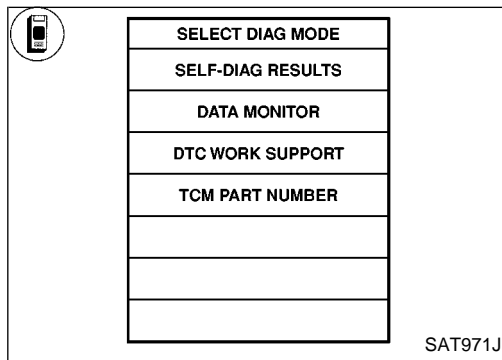 SELECT DIAG MODE
SELF-DIAG RESULTS
DATA MONITOR
DTC WORK SUPPORT
TCM PART NUMBER
SAT971J